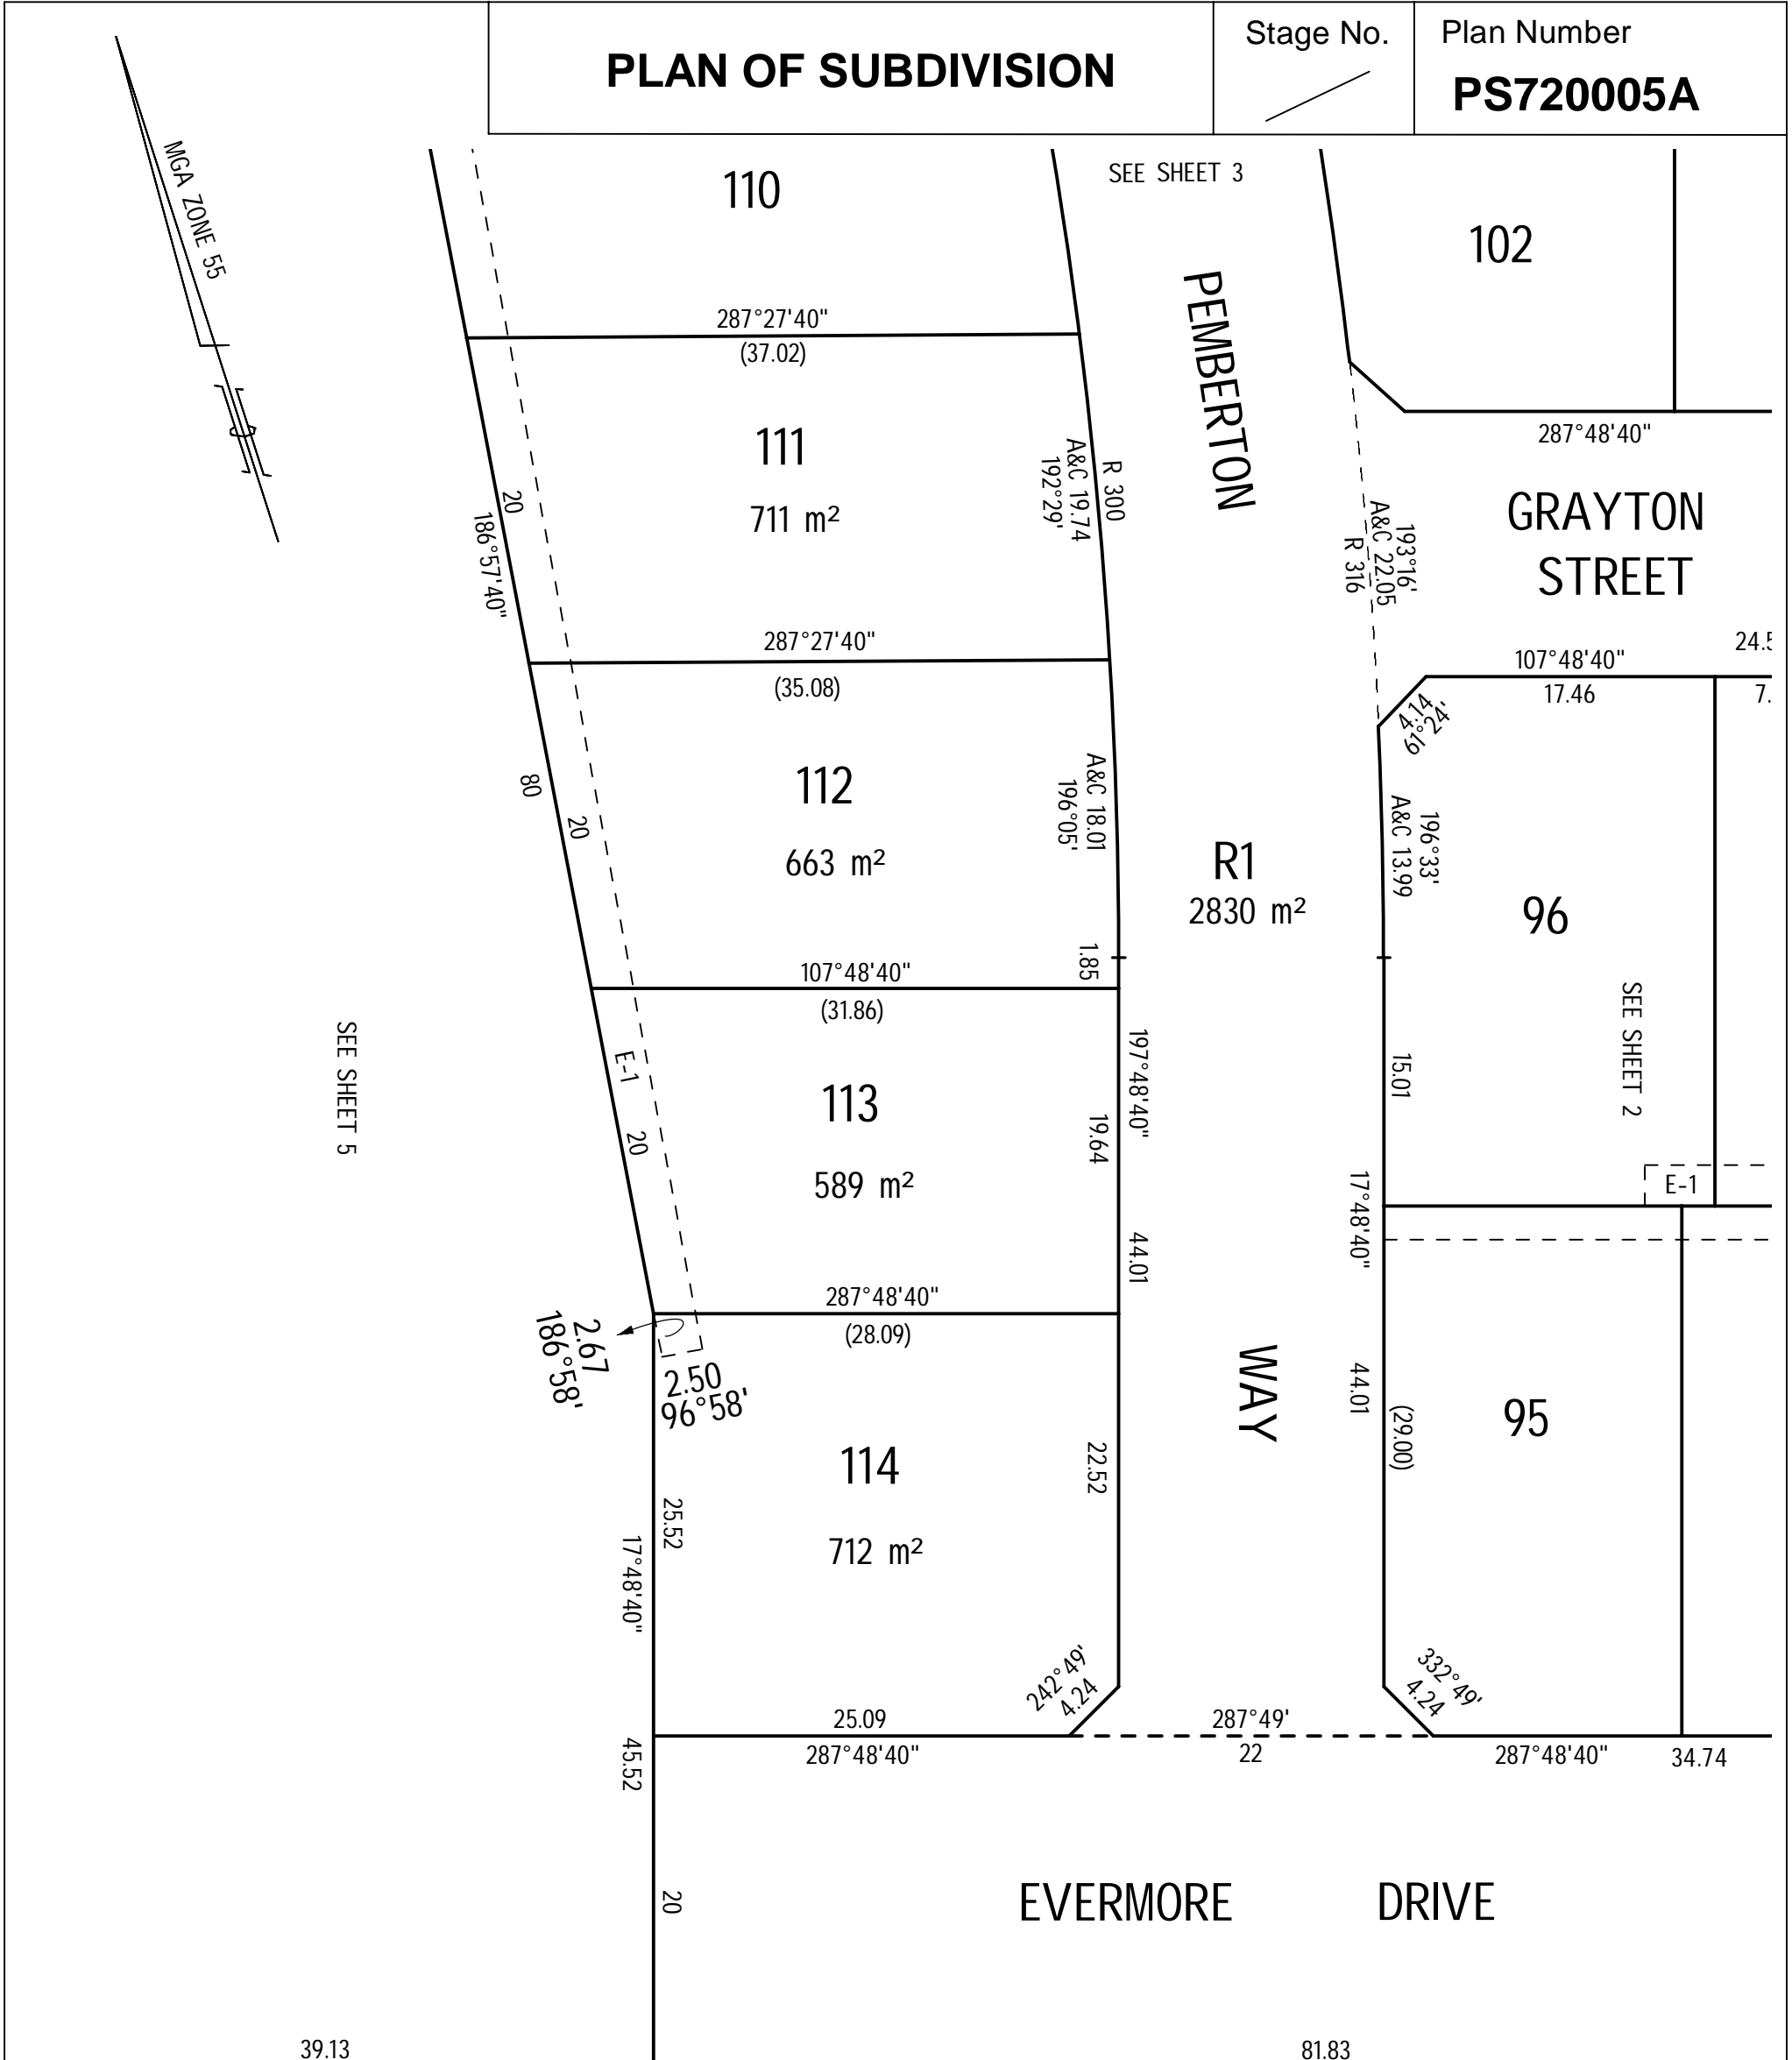 PLAN OF SUBDIVISION
Stage No.
Plan Number
PS720005A
MGA ZONE 55
SEE SHEET 3
110
102
287°27'40"
(37.02)
PEMBERTON
287°48'40"
111
711 m²
20
186°57'40"
R 300
A&C 19.74
192°29'
193°16'
A&C 22.05
R 316
GRAYTON
STREET
287°27'40"
(35.08)
107°48'40"
17.46
4.14
61°24'
112
663 m²
80
20
A&C 18.01
196°05'
196°33'
A&C 13.99
R1
2830 m²
96
1.85
107°48'40"
(31.86)
SEE SHEET 5
SEE SHEET 2
E-1
20
113
589 m²
197°48'40"
19.64
44.01
15.01
17°48'40"
E-1
287°48'40"
(28.09)
2.67
186°58'
2.50
96°58'
WAY
44.01
(29.00)
95
114
712 m²
22.52
25.52
17°48'40"
242°49'
4.24
332°49'
4.24
25.09
287°48'40"
287°49'
22
287°48'40"
34.74
45.52
20
EVERMORE DRIVE
39.13
81.83